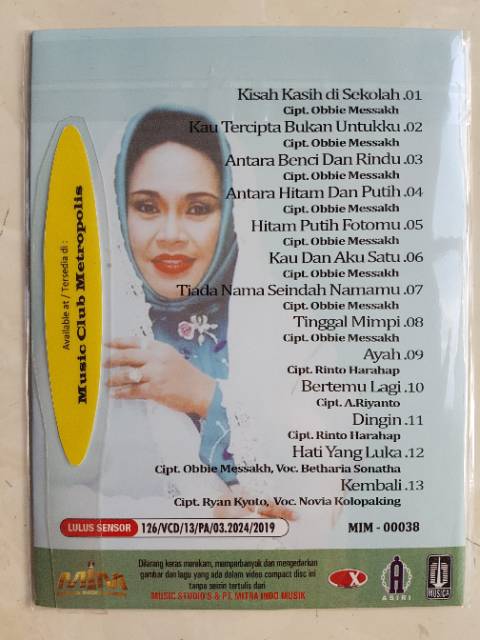 Kisah Kasih di Sekolah .01
Cipt. Obbie Messakh
Kau Tercipta Bukan Untukku .02
Cipt. Obbie Messakh
Antara Benci Dan Rindu .03
Cipt. Obbie Messakh
Antara Hitam Dan Putih .04
Cipt. Obbie Messakh
Hitam Putih Fotomu .05
Cipt. Obbie Messakh
Kau Dan Aku Satu .06
Cipt. Obbie Messakh
Tiada Nama Seindah Namamu .07
Cipt. Obbie Messakh
Tinggal Mimpi .08
Cipt. Obbie Messakh
Ayah .09
Cipt. Rinto Harahap
Bertemu Lagi .10
Cipt. A.Riyanto
Dingin .11
Cipt. Rinto Harahap
Hati Yang Luka .12
Cipt. Obbie Messakh, Voc. Betharia Sonatha
Kembali .13
Cipt. Ryan Kyoto, Voc. Novia Kolopaking
Available at / Tersedia di :
Music Club Metropolis
LULUS SENSOR 126/VCD/13/PA/03.2024/2019
MIM - 00038
MIM
Dilarang keras merekam, memperbanyak dan mengedarkan
gambar dan lagu yang ada dalam video compact disc ini
tanpa seizin tertulis dari
MUSIC STUDIO'S & PT. MITRA INDO MUSIK
ASIRI
MUSICA